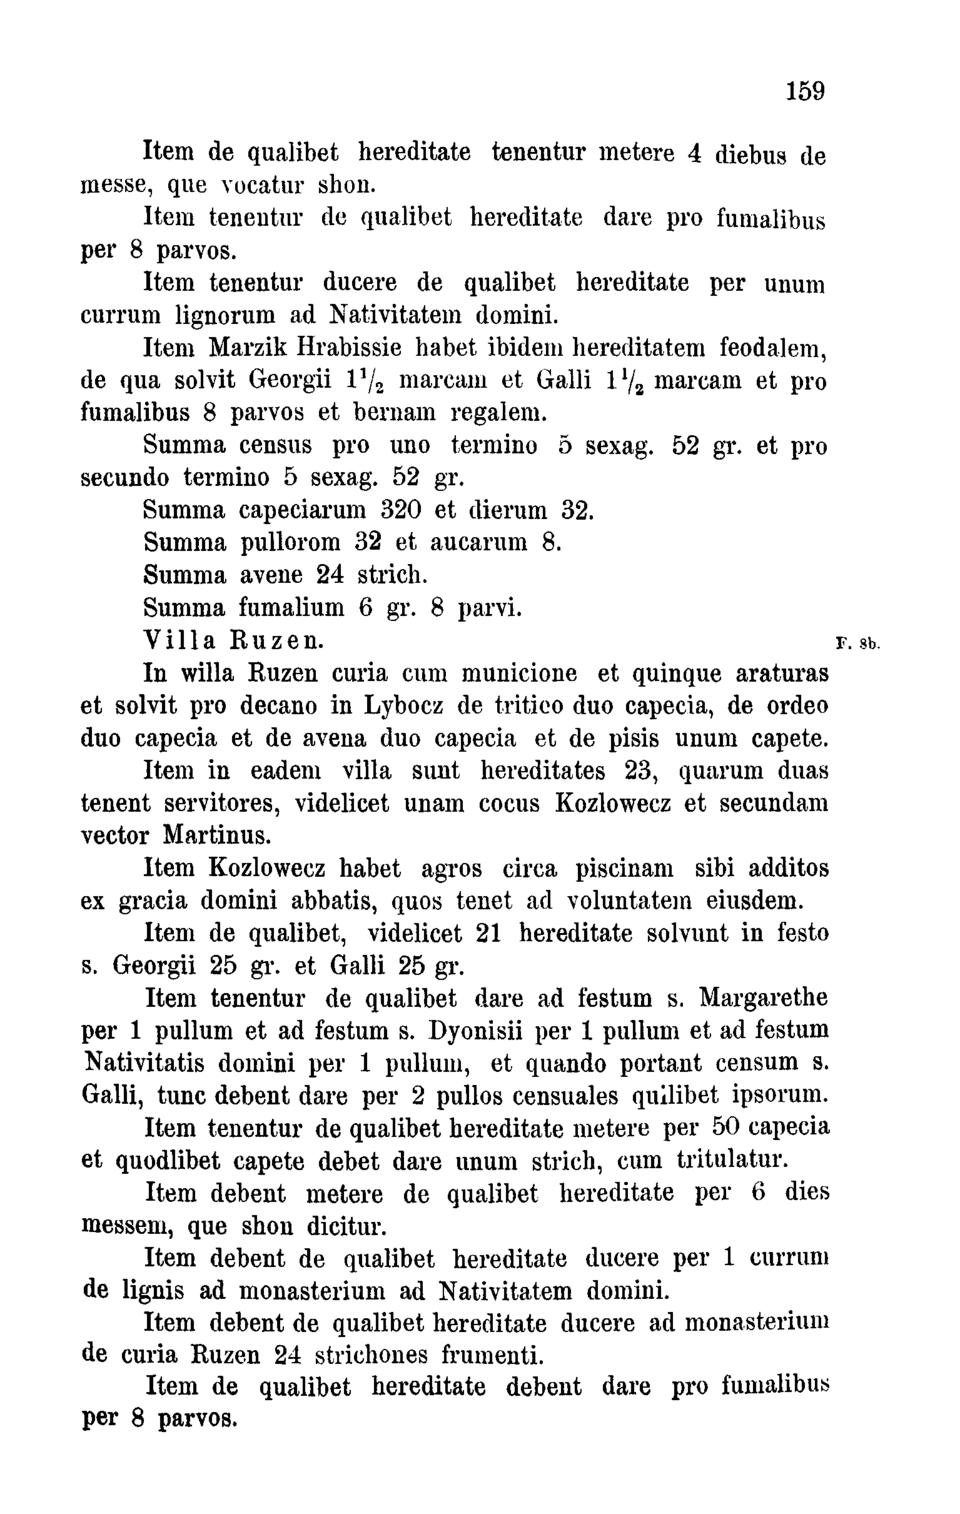 159
Item de qualibet hereditate tenentur metere 4 diebus de
messe, que vocatur shon.
Item tenentur de qualibet hereditate dare pro fumalibus
per 8 parvos.
Item tenentur ducere de qualibet hereditate per unum
currum lignorum ad Nativitatem domini.
Item Marzik Hrabissie habet ibidem hereditatem feodalem,
de qua solvit Georgii 1¹/₂ marcam et Galli 1¹/₂ marcam et pro
fumalibus 8 parvos et bernam regalem.
Summa census pro uno termino 5 sexag. 52 gr. et pro
secundo termino 5 sexag. 52 gr.
Summa capeciarum 320 et dierum 32.
Summa pullorom 32 et aucarum 8.
Summa avene 24 strich.
Summa fumalium 6 gr. 8 parvi.
Villa Ruzen. F. 8b.
In willa Ruzen curia cum municione et quinque araturas
et solvit pro decano in Lybocz de tritico duo capecia, de ordeo
duo capecia et de avena duo capecia et de pisis unum capete.
Item in eadem villa sunt hereditates 23, quarum duas
tenent servitores, videlicet unam cocus Kozlowecz et secundam
vector Martinus.
Item Kozlowecz habet agros circa piscinam sibi additos
ex gracia domini abbatis, quos tenet ad voluntatem eiusdem.
Item de qualibet, videlicet 21 hereditate solvunt in festo
s. Georgii 25 gr. et Galli 25 gr.
Item tenentur de qualibet dare ad festum s. Margarethe
per 1 pullum et ad festum s. Dyonisii per 1 pullum et ad festum
Nativitatis domini per 1 pullum, et quando portant censum s.
Galli, tunc debent dare per 2 pullos censuales quilibet ipsorum.
Item tenentur de qualibet hereditate metere per 50 capecia
et quodlibet capete debet dare unum strich, cum tritulatur.
Item debent metere de qualibet hereditate per 6 dies
messem, que shon dicitur.
Item debent de qualibet hereditate ducere per 1 currum
de lignis ad monasterium ad Nativitatem domini.
Item debent de qualibet hereditate ducere ad monasterium
de curia Ruzen 24 strichones frumenti.
Item de qualibet hereditate debent dare pro fumalibus
per 8 parvos.